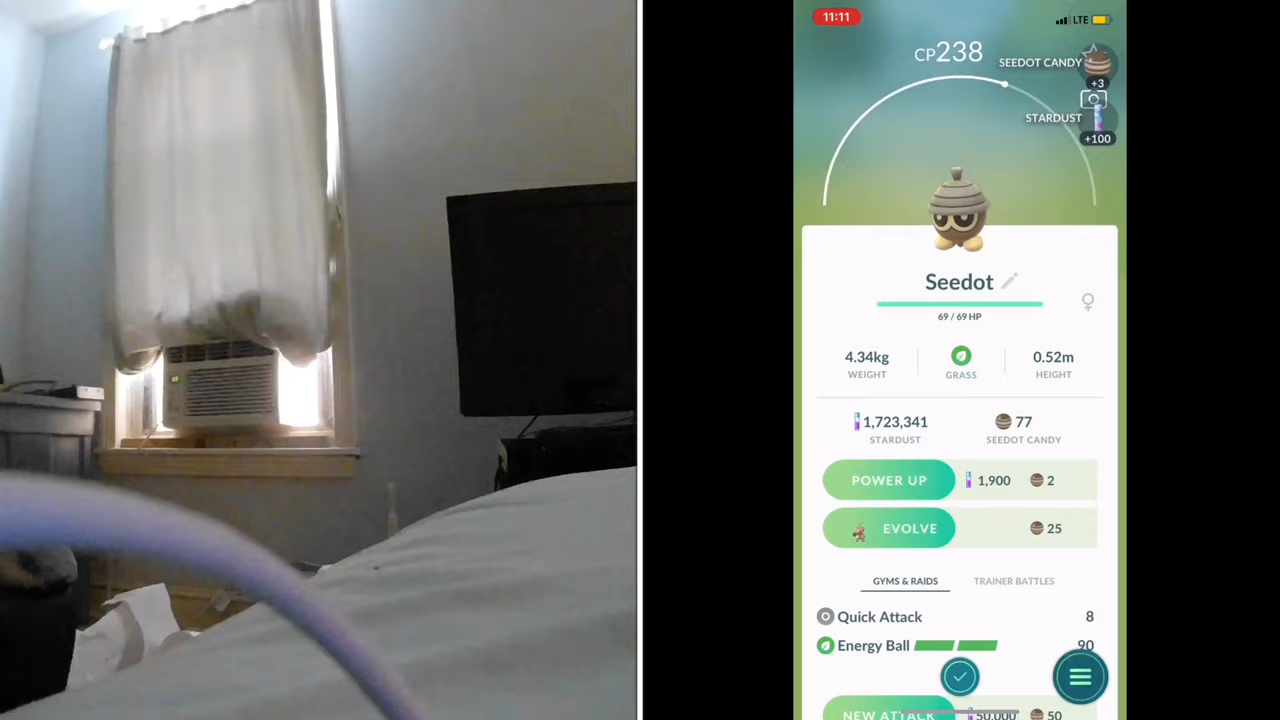 11:11
LTE
CP238
SEEDOT CANDY
+3
STARDUST
+100
Seedot
69 / 69 HP
4.34kg
WEIGHT
GRASS
0.52m
HEIGHT
1,723,341
STARDUST
77
SEEDOT CANDY
POWER UP 1,900 2
EVOLVE 25
GYMS & RAIDS TRAINER BATTLES
Quick Attack 8
Energy Ball 90
NEW ATTACK 50,000 50